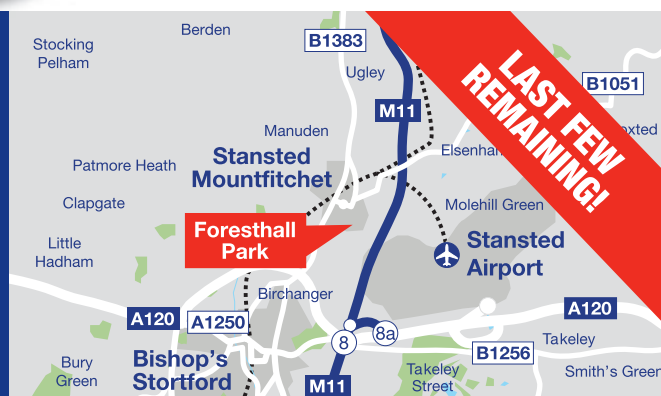 Berden
Stocking
Pelham
B1383
Ugley
LAST FEW
REMAINING!
B1051
M11
Manuden
Stansted
Mountfitchet
Patmore Heath
Clapgate
Molehill Green
Foresthall
Park
Stansted
Airport
Little
Hadham
Birchanger
A120
A1250
A120
8
8a
Takeley
B1256
Bishop's
Stortford
Bury
Green
Takeley
Street
Smith's Green
M11